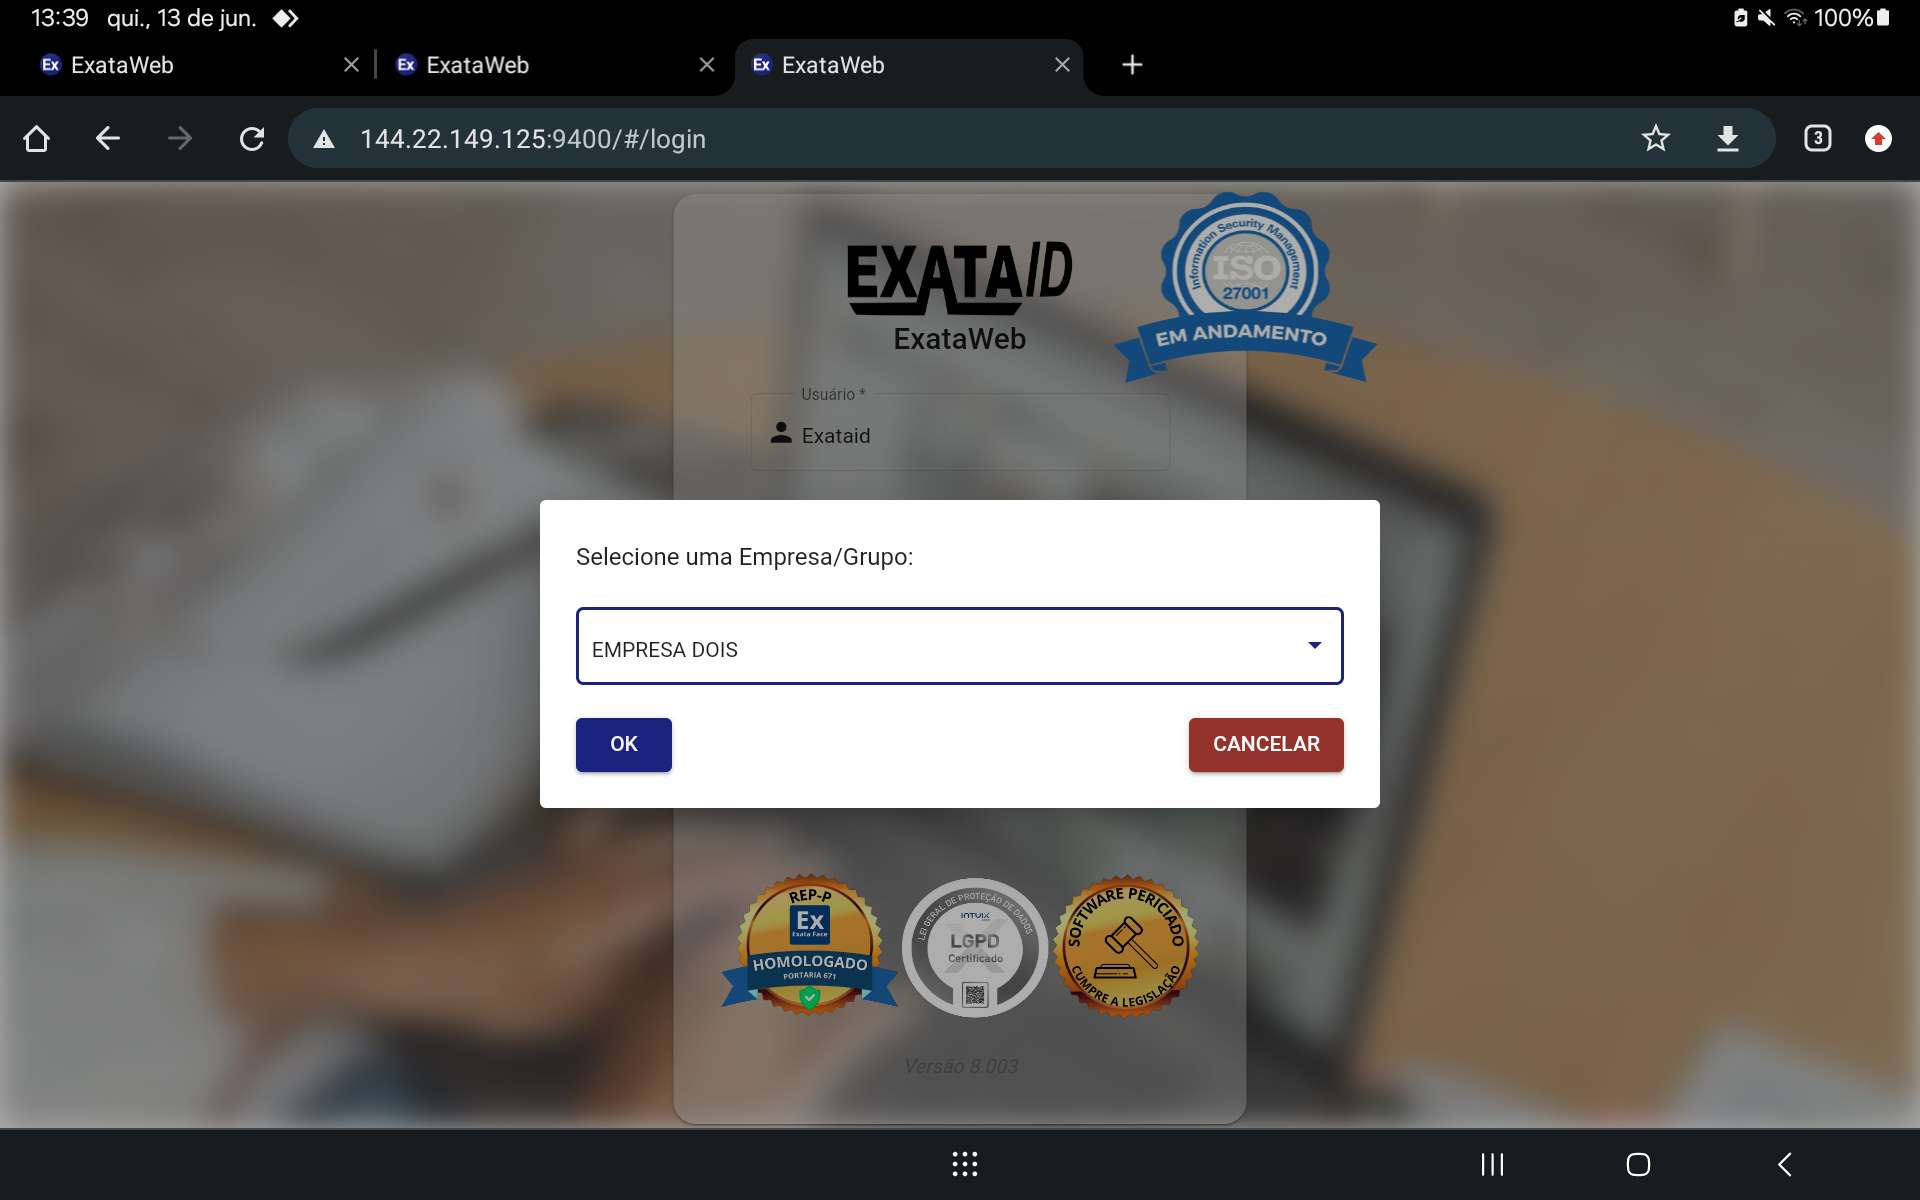 13:39 qui., 13 de jun. 100%
Ex ExataWeb
Ex ExataWeb
Ex ExataWeb
144.22.149.125:9400/#/login
3
EXATAID
ExataWeb
Information Security Management
ISO
27001
EM ANDAMENTO
Usuário *
Exataid
Selecione uma Empresa/Grupo:
EMPRESA DOIS
OK
CANCELAR
REP-P
Ex
Exata Face
HOMOLOGADO
PORTARIA 671
LEI GERAL DE PROTEÇÃO DE DADOS
INTUIX
LGPD
Certificado
SOFTWARE PERICIADO
CUMPRE A LEGISLAÇÃO
Versão 8.003